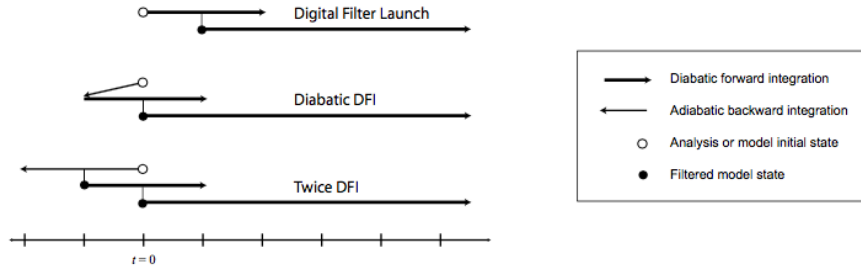 Digital Filter Launch
Diabatic DFI
Twice DFI
t = 0
Diabatic forward integration
Adiabatic backward integration
Analysis or model initial state
Filtered model state